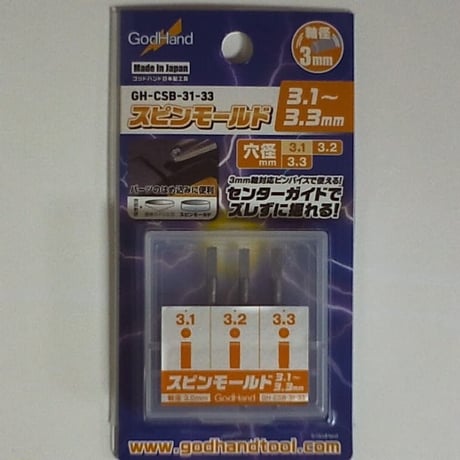 GodHand
軸径
3mm
Made in Japan
ゴッドハンド日本製工具
GH-CSB-31-33
スピンモールド
3.1～
3.3mm
穴径
mm
3.1 3.2
3.3
3mm軸対応ピンバイスで使える!
センターガイドで
ズレずに掘れる!
パーツのはめ込みに便利
スピンモールド
3.1 3.2 3.3
スピンモールド 3.1～
3.3mm
軸径 3.0mm GodHand GH-CSB-31-33
www.godhandtool.com